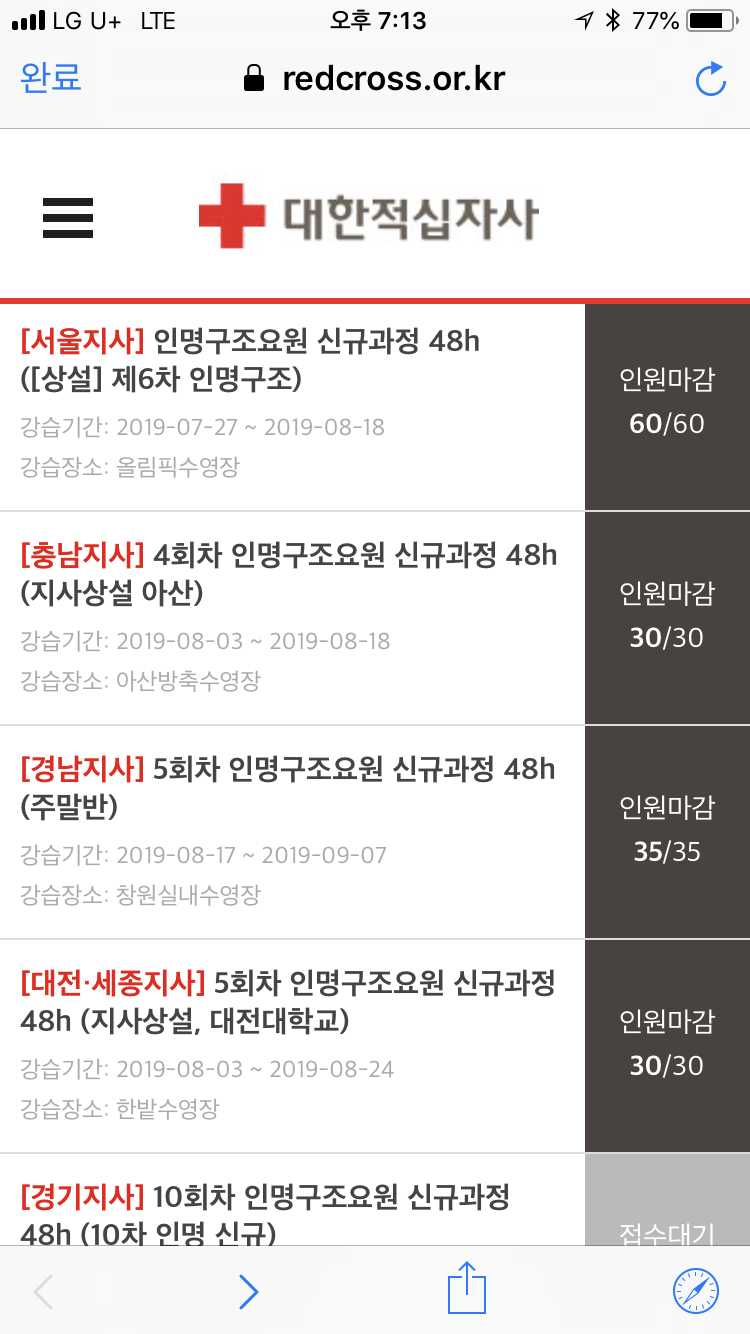 LG U+ LTE 오후 7:13 77%
완료 redcross.or.kr
대한적십자사
[서울지사] 인명구조요원 신규과정 48h
([상설] 제6차 인명구조)
강습기간: 2019-07-27 ~ 2019-08-18
강습장소: 올림픽수영장
인원마감
60/60
[충남지사] 4회차 인명구조요원 신규과정 48h
(지사상설 아산)
강습기간: 2019-08-03 ~ 2019-08-18
강습장소: 아산방축수영장
인원마감
30/30
[경남지사] 5회차 인명구조요원 신규과정 48h
(주말반)
강습기간: 2019-08-17 ~ 2019-09-07
강습장소: 창원실내수영장
인원마감
35/35
[대전·세종지사] 5회차 인명구조요원 신규과정
48h (지사상설, 대전대학교)
강습기간: 2019-08-03 ~ 2019-08-24
강습장소: 한밭수영장
인원마감
30/30
[경기지사] 10회차 인명구조요원 신규과정
48h (10차 인명 신규)
접수대기